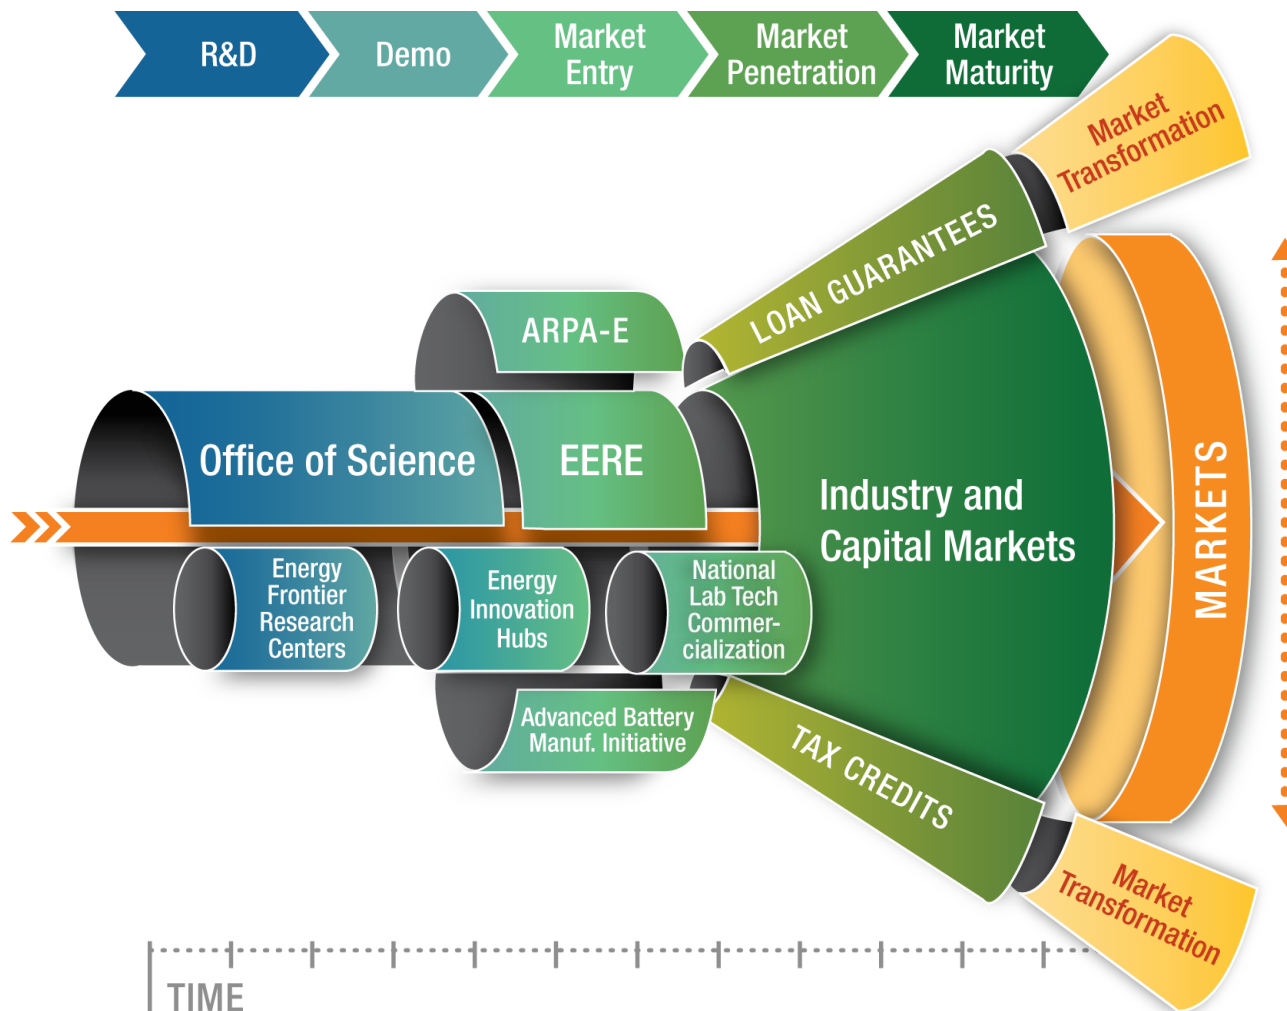 R&D
Demo
Market
Entry
Market
Penetration
Market
Maturity
Market
Transformation
LOAN GUARANTEES
ARPA-E
Office of Science
EERE
Industry and
Capital Markets
MARKETS
Energy
Frontier
Research
Centers
Energy
Innovation
Hubs
National
Lab Tech
Commer-
cialization
Advanced Battery
Manuf. Initiative
TAX CREDITS
Market
Transformation
TIME